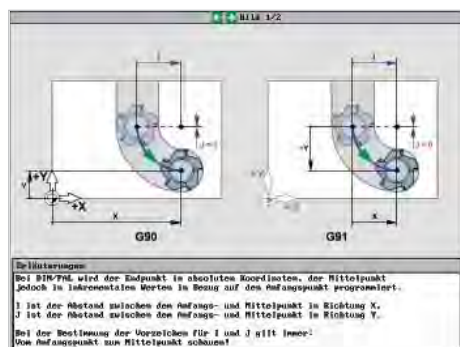 Bild 1/2
I
J=0
-Y
+Y
Y
+X
X
X
G90
G91
Erläuterungen
Bei DIN/PAL wird der Endpunkt in absoluten Koordinaten, der Mittelpunkt
jedoch in inkrementalen Werten in Bezug auf den Anfangspunkt programmiert.
I ist der Abstand zwischen dem Anfangs- und Mittelpunkt in Richtung X.
J ist der Abstand zwischen dem Anfangs- und Mittelpunkt in Richtung Y.
Bei der Bestimmung der Vorzeichen für I und J gilt immer:
Vom Anfangspunkt zum Mittelpunkt schauen!